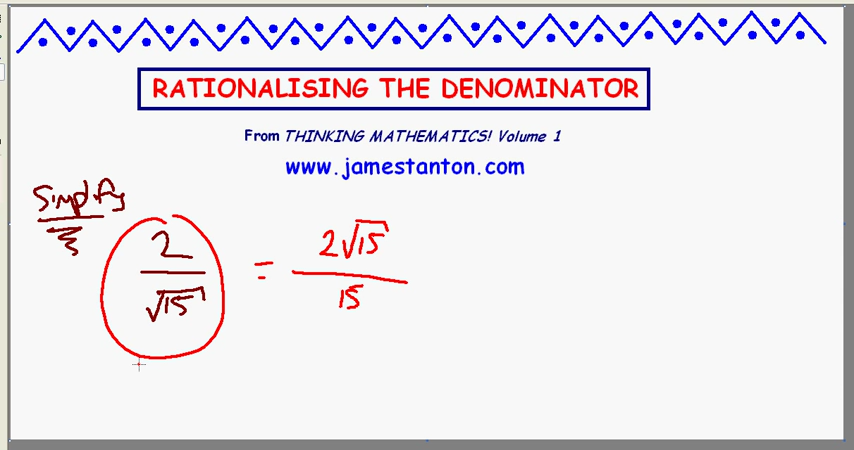 RATIONALISING THE DENOMINATOR
From THINKING MATHEMATICS! Volume 1
www.jamestanton.com
Simplify
2/√15 = 2√15/15